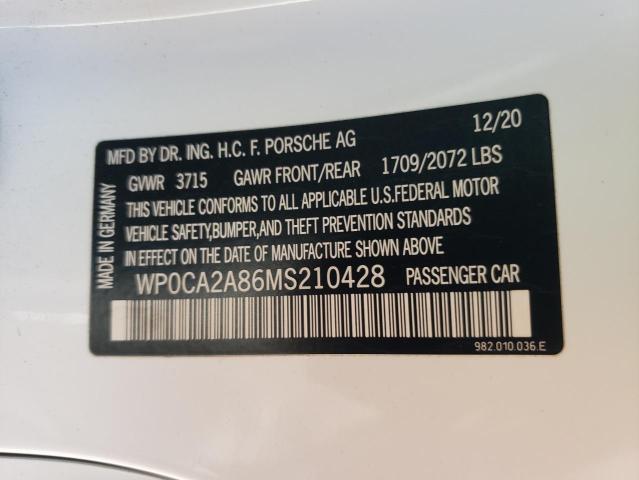 MFD BY DR. ING. H.C. F. PORSCHE AG 12/20
GVWR 3715 GAWR FRONT/REAR 1709/2072 LBS
THIS VEHICLE CONFORMS TO ALL APPLICABLE U.S.FEDERAL MOTOR
VEHICLE SAFETY,BUMPER,AND THEFT PREVENTION STANDARDS
IN EFFECT ON THE DATE OF MANUFACTURE SHOWN ABOVE
WP0CA2A86MS210428 PASSENGER CAR
982.010.036.E
MADE IN GERMANY